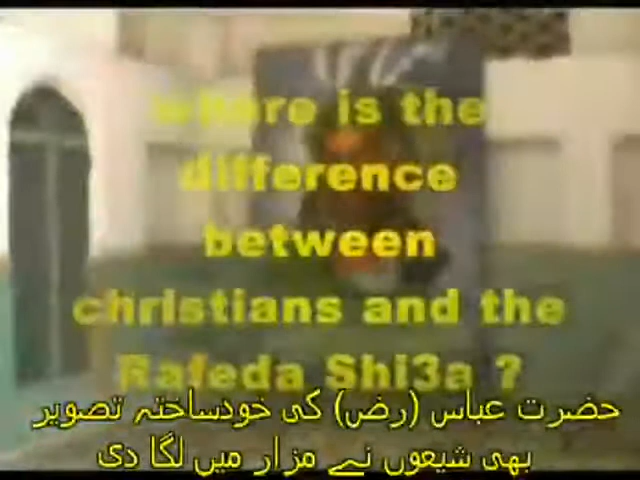 where is the
difference
between
christians and the
Rafeda Shi3a ?
حضرت عباس (رض) کی خودساختہ تصویر
بھی شیعوں نے مزار میں لگا دی